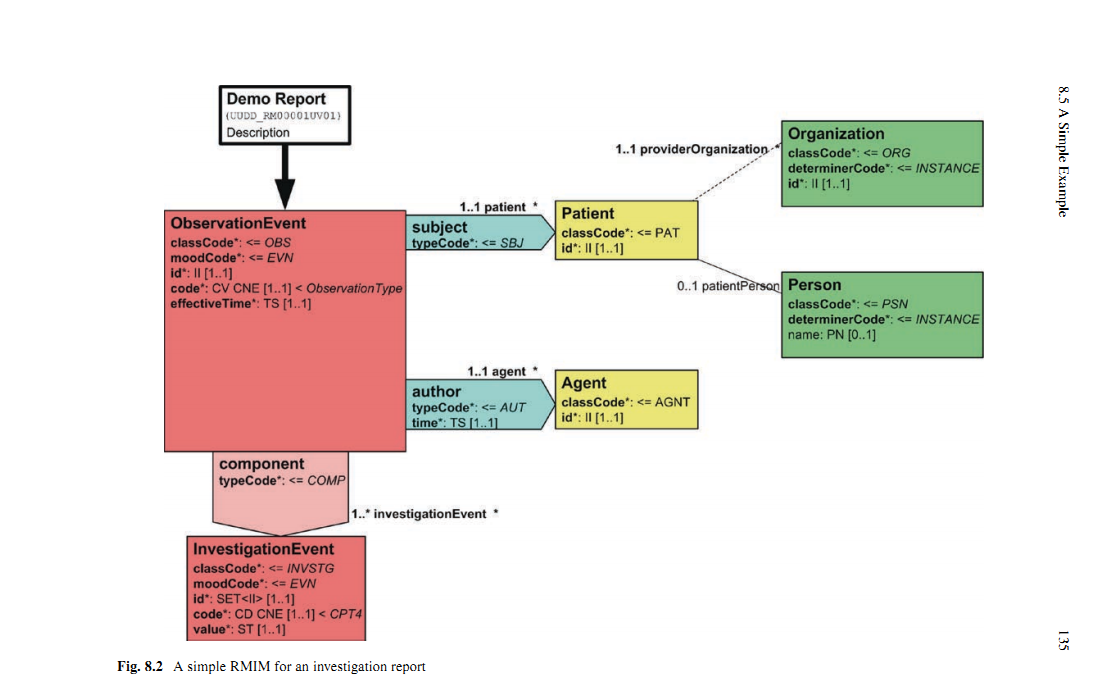 8.5 A Simple Example
135
Demo Report
(UUDD_RM00001UV01)
Description
ObservationEvent
classCode*: <= OBS
moodCode*: <= EVN
id*: II [1..1]
code*: CV CNE [1..1] < ObservationType
effectiveTime*: TS [1..1]
1..1 patient *
subject
typeCode*: <= SBJ
Patient
classCode*: <= PAT
id*: II [1..1]
1..1 providerOrganization *
Organization
classCode*: <= ORG
determinerCode*: <= INSTANCE
id*: II [1..1]
0..1 patientPerson
Person
classCode*: <= PSN
determinerCode*: <= INSTANCE
name: PN [0..1]
1..1 agent *
author
typeCode*: <= AUT
time*: TS [1..1]
Agent
classCode*: <= AGNT
id*: II [1..1]
component
typeCode*: <= COMP
1..* investigationEvent *
InvestigationEvent
classCode*: <= INVSTG
moodCode*: <= EVN
id*: SET<II> [1..1]
code*: CD CNE [1..1] < CPT4
value*: ST [1..1]
Fig. 8.2 A simple RMIM for an investigation report